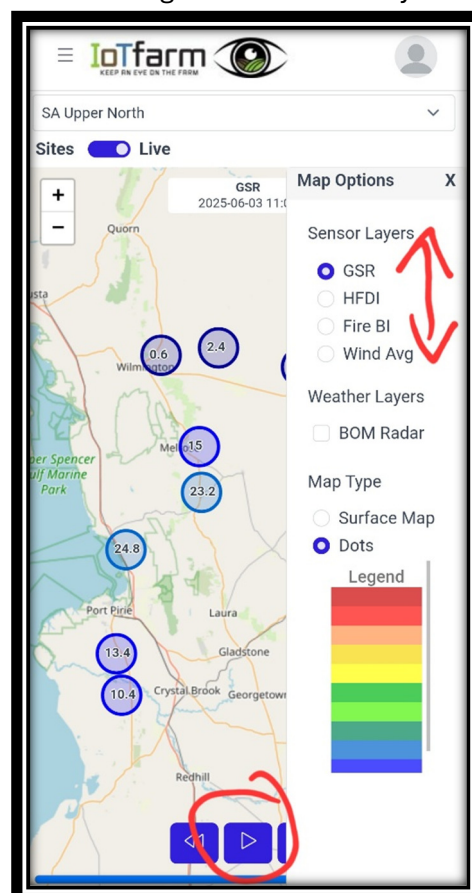 IoTfarm
KEEP AN EYE ON THE FARM
SA Upper North
Sites Live
+
−
GSR
2025-06-03 11:0
Map Options X
Sensor Layers
GSR
HFDI
Fire BI
Wind Avg
Weather Layers
BOM Radar
Map Type
Surface Map
Dots
Legend
Quorn
0.6
2.4
Wilmington
15
23.2
per Spencer
ulf Marine
Park
24.8
Port Pirie
Laura
13.4
Gladstone
10.4
Crystal Brook
Georgetown
Redhill